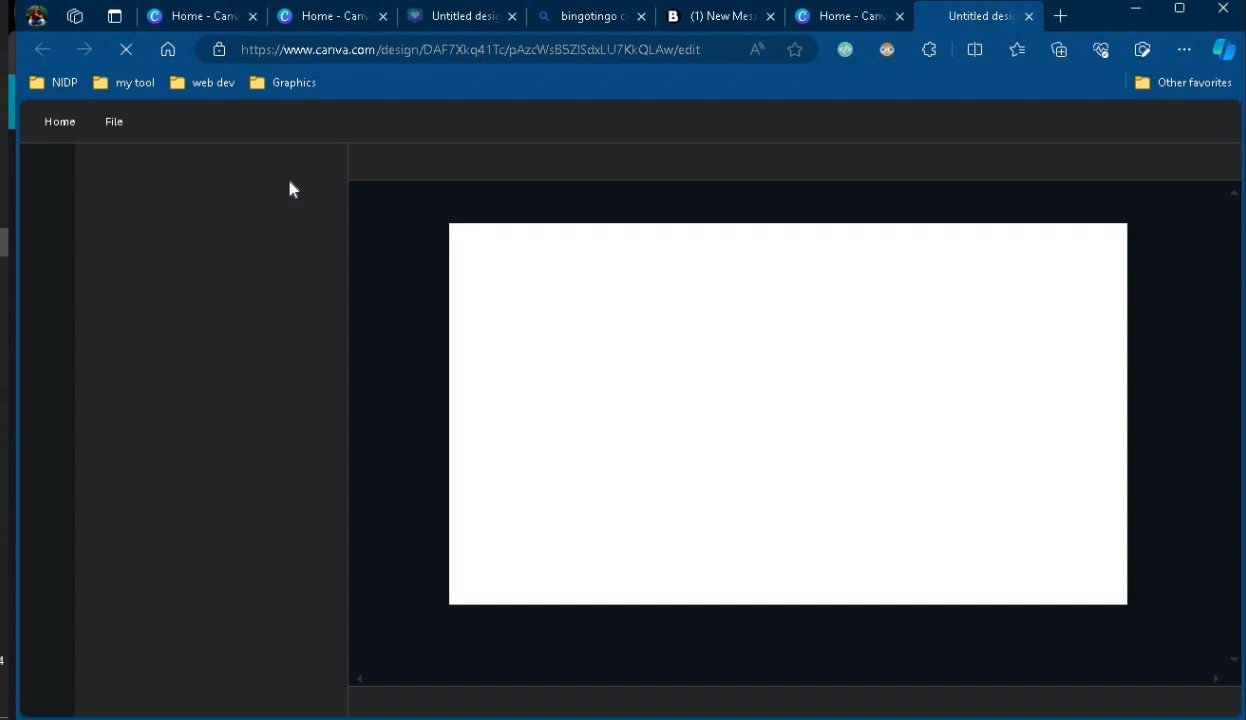 Home - Canv
Home - Canv
Untitled desi
bingotingo c
(1) New Mes
Home - Canv
Untitled desi
https://www.canva.com/design/DAF7Xkq41Tc/pAzcWsB5ZlSdxLU7KkQLAw/edit
NIDP
my tool
web dev
Graphics
Other favorites
Home
File
4